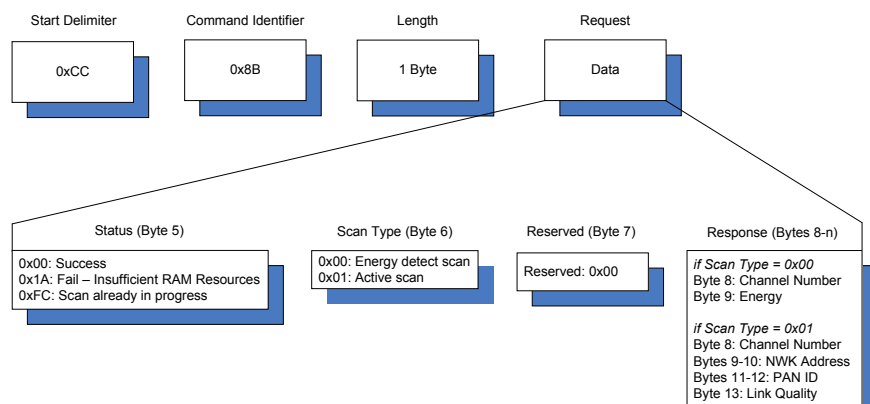 Start Delimiter
Command Identifier
Length
Request
0xCC
0x8B
1 Byte
Data
Status (Byte 5)
0x00: Success
0x1A: Fail – Insufficient RAM Resources
0xFC: Scan already in progress
Scan Type (Byte 6)
0x00: Energy detect scan
0x01: Active scan
Reserved (Byte 7)
Reserved: 0x00
Response (Bytes 8-n)
if Scan Type = 0x00
Byte 8: Channel Number
Byte 9: Energy
if Scan Type = 0x01
Byte 8: Channel Number
Bytes 9-10: NWK Address
Bytes 11-12: PAN ID
Byte 13: Link Quality